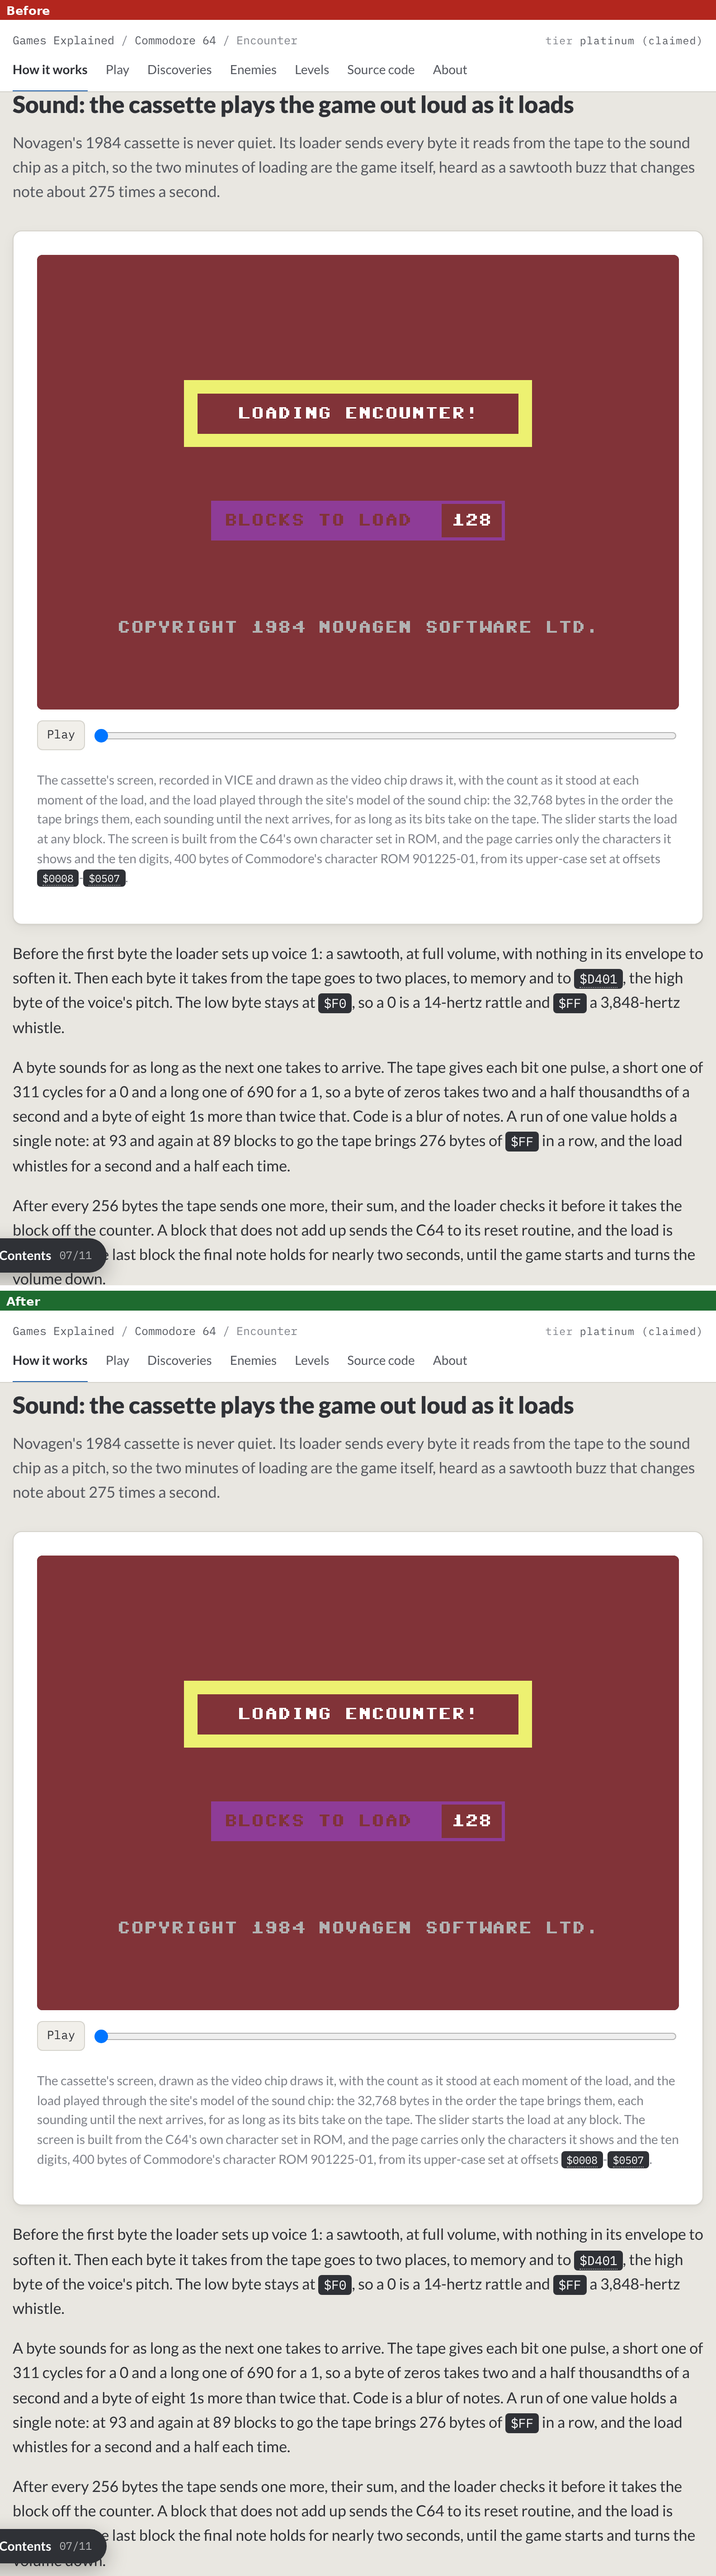 Before
Games Explained / Commodore 64 / Encounter
tier platinum (claimed)
How it works Play Discoveries Enemies Levels Source code About
Sound: the cassette plays the game out loud as it loads
Novagen's 1984 cassette is never quiet. Its loader sends every byte it reads from the tape to the sound
chip as a pitch, so the two minutes of loading are the game itself, heard as a sawtooth buzz that changes
note about 275 times a second.
LOADING ENCOUNTER!
BLOCKS TO LOAD 128
COPYRIGHT 1984 NOVAGEN SOFTWARE LTD.
Play
The cassette's screen, recorded in VICE and drawn as the video chip draws it, with the count as it stood at each
moment of the load, and the load played through the site's model of the sound chip: the 32,768 bytes in the order the
tape brings them, each sounding until the next arrives, for as long as its bits take on the tape. The slider starts the load
at any block. The screen is built from the C64's own character set in ROM, and the page carries only the characters it
shows and the ten digits, 400 bytes of Commodore's character ROM 901225-01, from its upper-case set at offsets
$0008-$0507.
Before the first byte the loader sets up voice 1: a sawtooth, at full volume, with nothing in its envelope to
soften it. Then each byte it takes from the tape goes to two places, to memory and to $D401, the high
byte of the voice's pitch. The low byte stays at $F0, so a 0 is a 14-hertz rattle and $FF a 3,848-hertz
whistle.
A byte sounds for as long as the next one takes to arrive. The tape gives each bit one pulse, a short one of
311 cycles for a 0 and a long one of 690 for a 1, so a byte of zeros takes two and a half thousandths of a
second and a byte of eight 1s more than twice that. Code is a blur of notes. A run of one value holds a
single note: at 93 and again at 89 blocks to go the tape brings 276 bytes of $FF in a row, and the load
whistles for a second and a half each time.
After every 256 bytes the tape sends one more, their sum, and the loader checks it before it takes the
block off the counter. A block that does not add up sends the C64 to its reset routine, and the load is
Contents 07/11
last block the final note holds for nearly two seconds, until the game starts and turns the
volume down.
After
Games Explained / Commodore 64 / Encounter
tier platinum (claimed)
How it works Play Discoveries Enemies Levels Source code About
Sound: the cassette plays the game out loud as it loads
Novagen's 1984 cassette is never quiet. Its loader sends every byte it reads from the tape to the sound
chip as a pitch, so the two minutes of loading are the game itself, heard as a sawtooth buzz that changes
note about 275 times a second.
LOADING ENCOUNTER!
BLOCKS TO LOAD 128
COPYRIGHT 1984 NOVAGEN SOFTWARE LTD.
Play
The cassette's screen, drawn as the video chip draws it, with the count as it stood at each moment of the load, and the
load played through the site's model of the sound chip: the 32,768 bytes in the order the tape brings them, each
sounding until the next arrives, for as long as its bits take on the tape. The slider starts the load at any block. The
screen is built from the C64's own character set in ROM, and the page carries only the characters it shows and the ten
digits, 400 bytes of Commodore's character ROM 901225-01, from its upper-case set at offsets $0008-$0507.
Before the first byte the loader sets up voice 1: a sawtooth, at full volume, with nothing in its envelope to
soften it. Then each byte it takes from the tape goes to two places, to memory and to $D401, the high
byte of the voice's pitch. The low byte stays at $F0, so a 0 is a 14-hertz rattle and $FF a 3,848-hertz
whistle.
A byte sounds for as long as the next one takes to arrive. The tape gives each bit one pulse, a short one of
311 cycles for a 0 and a long one of 690 for a 1, so a byte of zeros takes two and a half thousandths of a
second and a byte of eight 1s more than twice that. Code is a blur of notes. A run of one value holds a
single note: at 93 and again at 89 blocks to go the tape brings 276 bytes of $FF in a row, and the load
whistles for a second and a half each time.
After every 256 bytes the tape sends one more, their sum, and the loader checks it before it takes the
block off the counter. A block that does not add up sends the C64 to its reset routine, and the load is
Contents 07/11
last block the final note holds for nearly two seconds, until the game starts and turns the